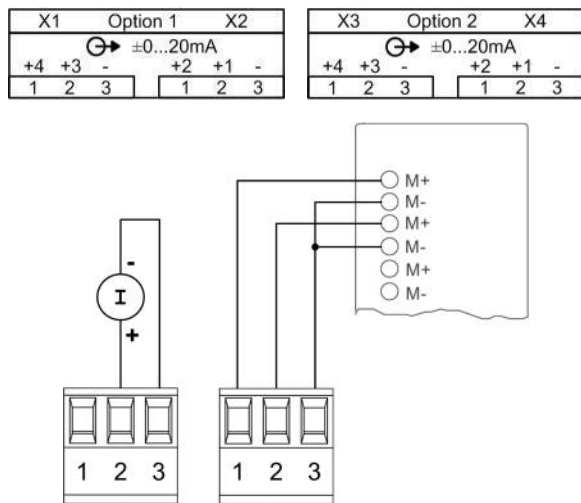 X1 Option 1 X2
±0...20mA
+4 +3 - +2 +1 -
1 2 3 1 2 3
X3 Option 2 X4
±0...20mA
+4 +3 - +2 +1 -
1 2 3 1 2 3
M+
M-
M+
M-
M+
M-
-
I
+
1 2 3
1 2 3